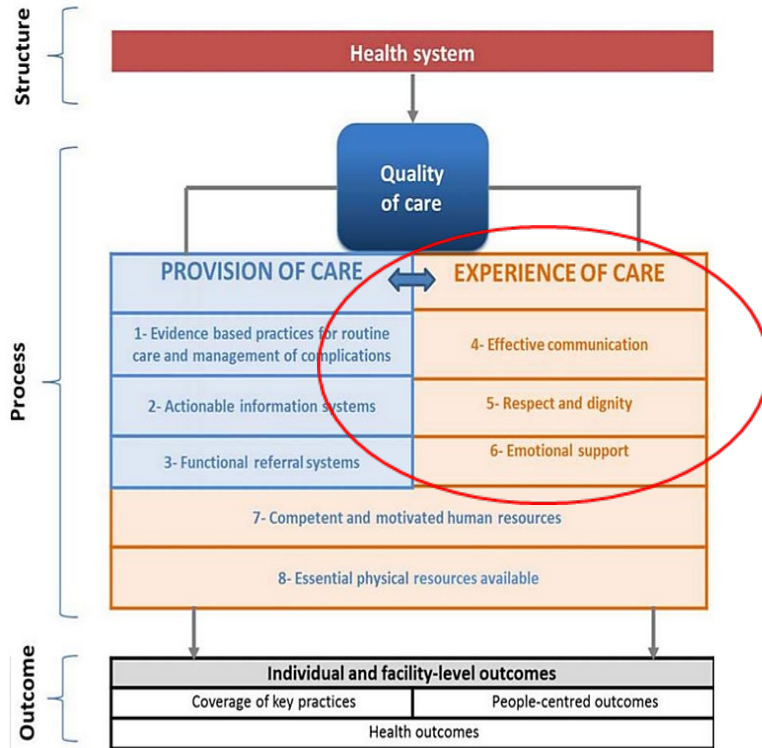 Structure
Health system
Process
Quality
of care
PROVISION OF CARE
EXPERIENCE OF CARE
1- Evidence based practices for routine
care and management of complications
4- Effective communication
2- Actionable information systems
5- Respect and dignity
3- Functional referral systems
6- Emotional support
7- Competent and motivated human resources
8- Essential physical resources available
Outcome
Individual and facility-level outcomes
Coverage of key practices
People-centred outcomes
Health outcomes